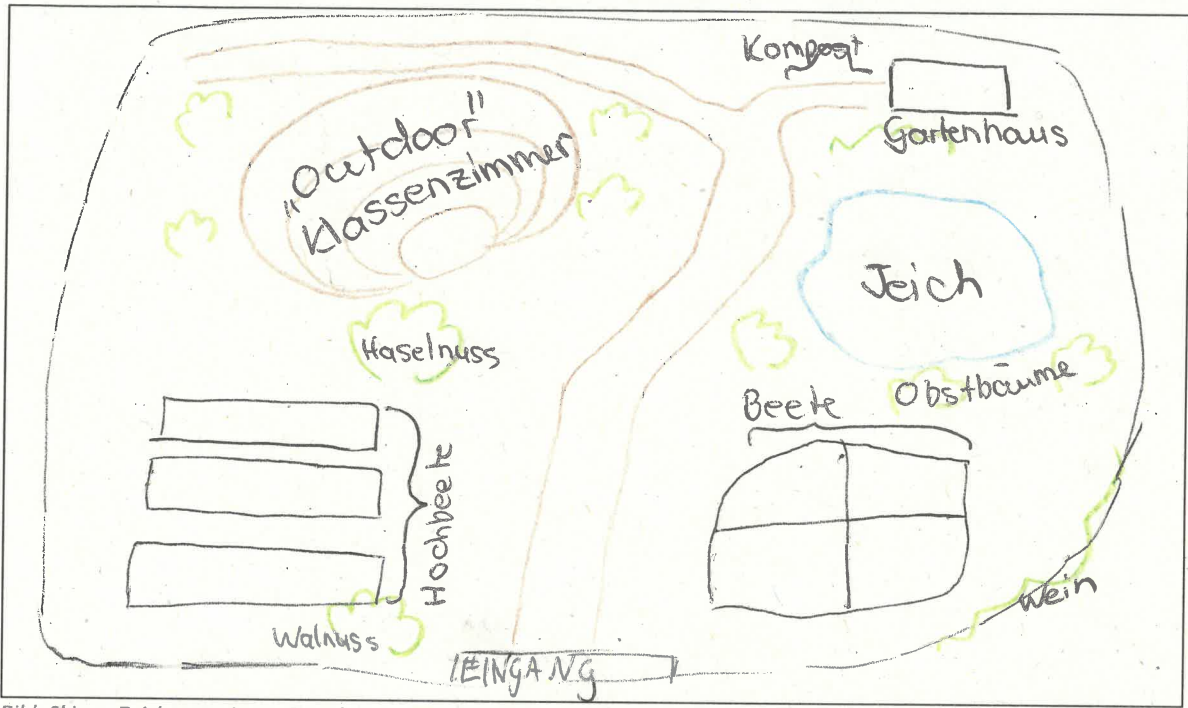 Kompost
Gartenhaus
„Outdoor"
Klassenzimmer
Teich
Haselnuss
Obstbäume
Beete
Hochbeete
Wein
Walnuss
EINGANG